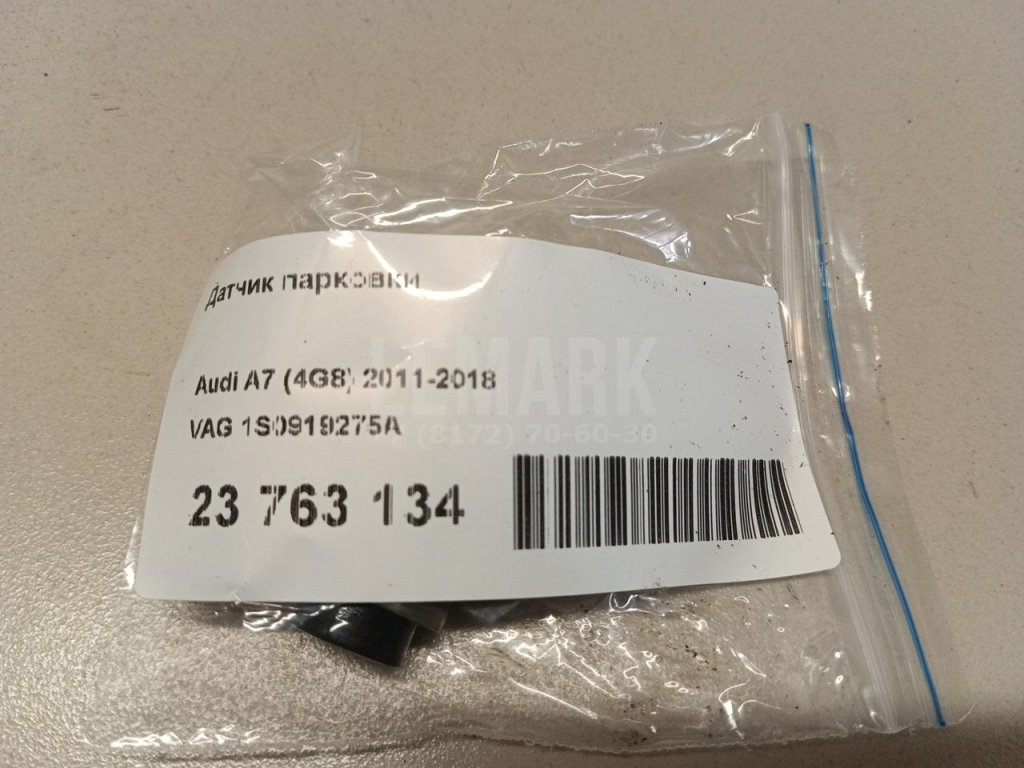 Датчик парковки
Audi A7 (4G8) 2011-2018
VAG 1S0919275A
23 763 134
LEMARK
(8172) 70-60-30